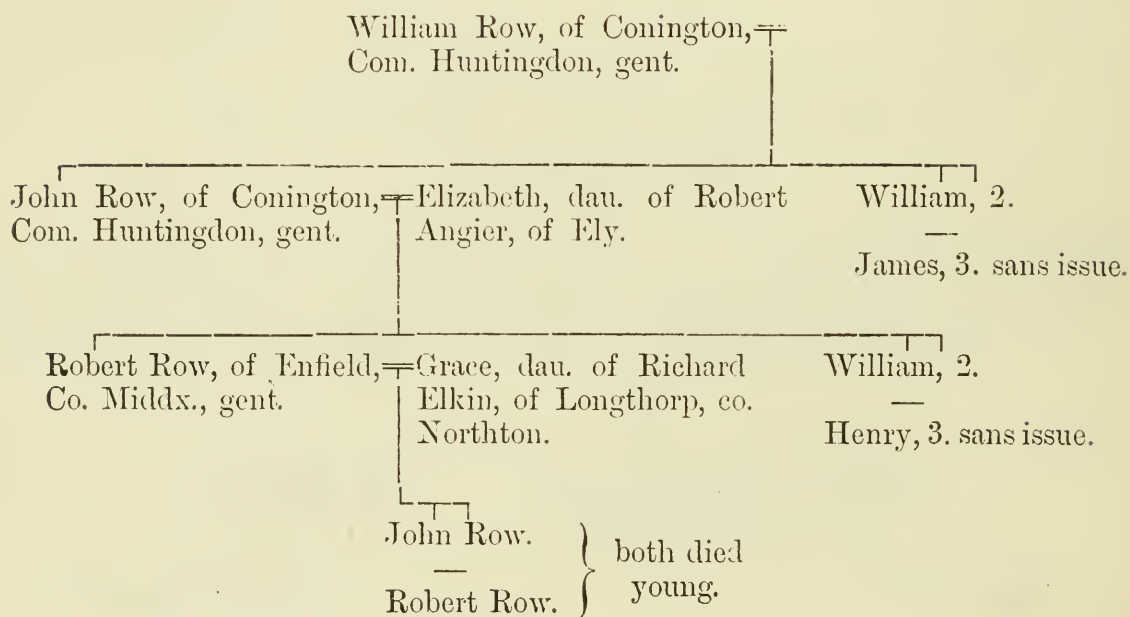 William Row, of Conington,
Com. Huntingdon, gent.
John Row, of Conington,
Com. Huntingdon, gent.
Elizabeth, dau. of Robert
Angier, of Ely.
William, 2.
—
James, 3. sans issue.
Robert Row, of Enfield,
Co. Middx., gent.
Grace, dau. of Richard
Elkin, of Longthorp, co.
Northton.
William, 2.
—
Henry, 3. sans issue.
John Row.
—
Robert Row.
both died
young.